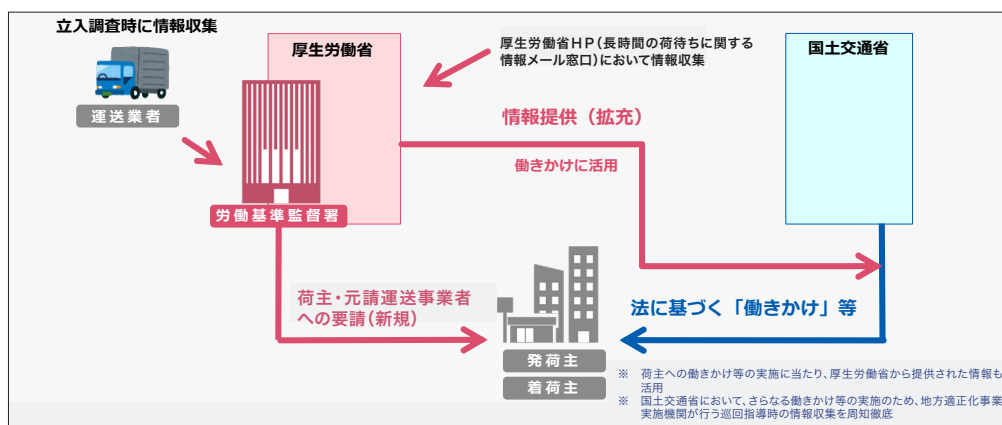 立入調査時に情報収集
運送業者
厚生労働省
労働基準監督署
厚生労働省HP(長時間の荷待ちに関する
情報メール窓口)において情報収集
国土交通省
情報提供(拡充)
働きかけに活用
荷主・元請運送事業者
への要請(新規)
法に基づく「働きかけ」等
発荷主
着荷主
※ 荷主への働きかけ等の実施に当たり、厚生労働省から提供された情報も
活用
※ 国土交通省において、さらなる働きかけ等の実施のため、地方適正化事業
実施機関が行う巡回指導時の情報収集を周知徹底